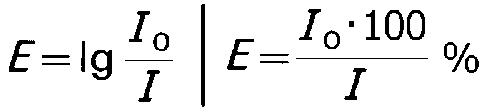 E = lg I₀/I | E = I₀·100/I %